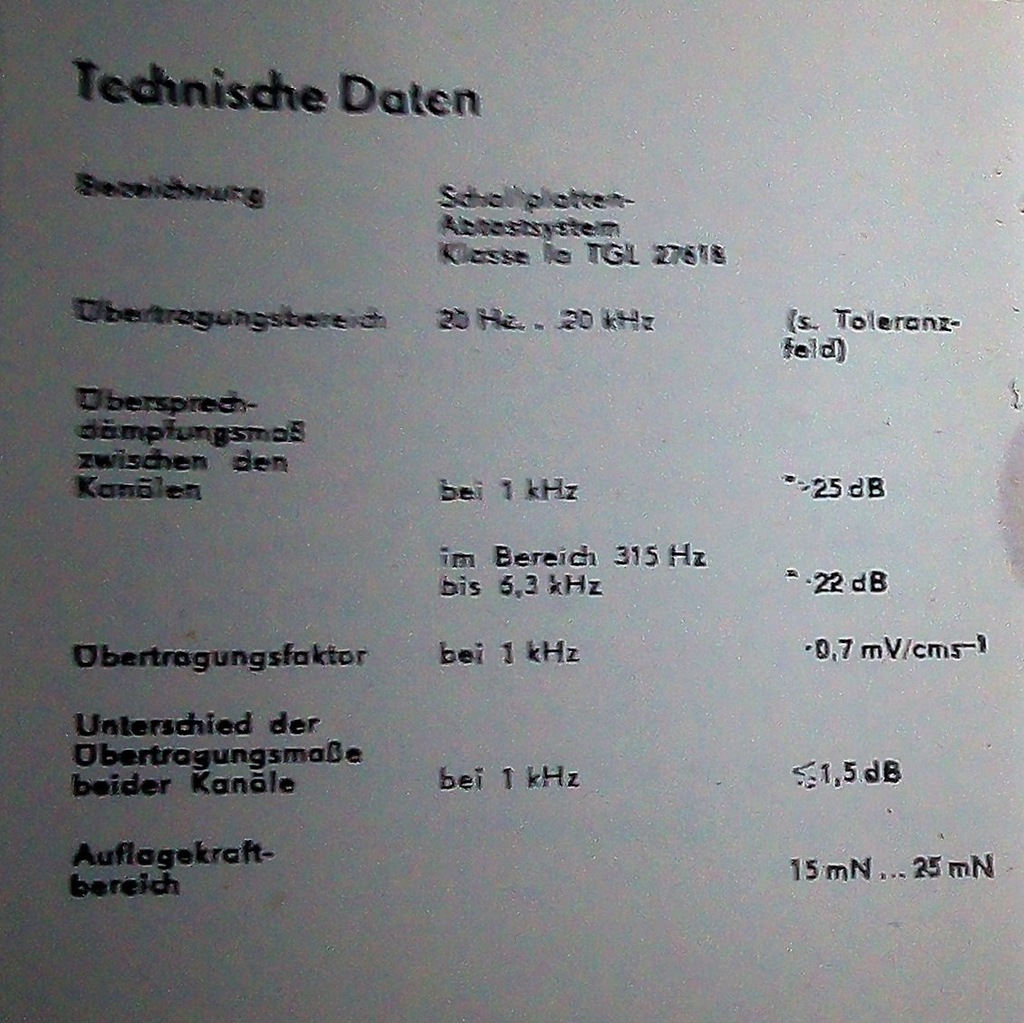 Technische Daten
Bezeichnung Schallplatten-
Abtastsystem
Klasse Ia TGL 27618
Übertragungsbereich 20 Hz... 20 kHz (s. Toleranz-
feld)
Übersprech-
dämpfungsmaß
zwischen den
Kanälen bei 1 kHz 25 dB
im Bereich 315 Hz
bis 6,3 kHz 22 dB
Übertragungsfaktor bei 1 kHz 0,7 mV/cms⁻¹
Unterschied der
Übertragungsmaße
beider Kanäle bei 1 kHz ≤1,5 dB
Auflagekraft-
bereich 15 mN ... 25 mN